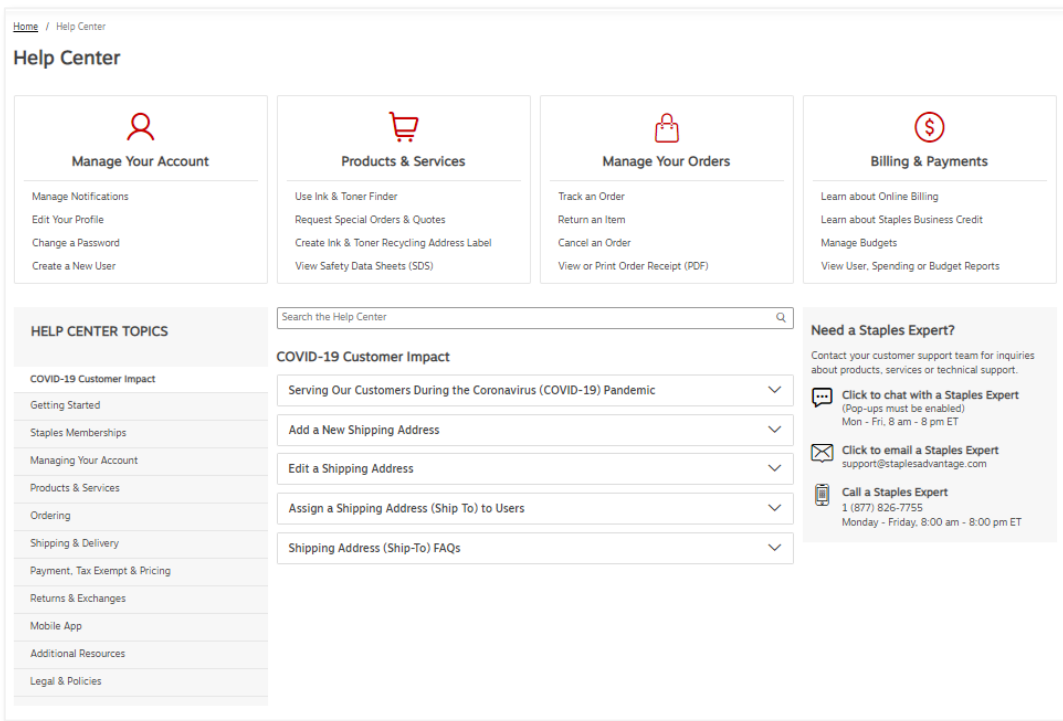 Home / Help Center
Help Center
Manage Your Account
Manage Notifications
Edit Your Profile
Change a Password
Create a New User
Products & Services
Use Ink & Toner Finder
Request Special Orders & Quotes
Create Ink & Toner Recycling Address Label
View Safety Data Sheets (SDS)
Manage Your Orders
Track an Order
Return an Item
Cancel an Order
View or Print Order Receipt (PDF)
$
Billing & Payments
Learn about Online Billing
Learn about Staples Business Credit
Manage Budgets
View User, Spending or Budget Reports
HELP CENTER TOPICS
COVID-19 Customer Impact
Getting Started
Staples Memberships
Managing Your Account
Products & Services
Ordering
Shipping & Delivery
Payment, Tax Exempt & Pricing
Returns & Exchanges
Mobile App
Additional Resources
Legal & Policies
Search the Help Center
COVID-19 Customer Impact
Serving Our Customers During the Coronavirus (COVID-19) Pandemic
Add a New Shipping Address
Edit a Shipping Address
Assign a Shipping Address (Ship To) to Users
Shipping Address (Ship-To) FAQs
Need a Staples Expert?
Contact your customer support team for inquiries
about products, services or technical support.
Click to chat with a Staples Expert
(Pop-ups must be enabled)
Mon - Fri, 8 am - 8 pm ET
Click to email a Staples Expert
support@staplesadvantage.com
Call a Staples Expert
1 (877) 826-7755
Monday - Friday, 8:00 am - 8:00 pm ET